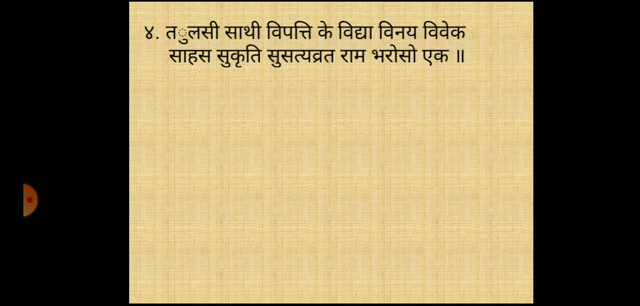 ४. तुलसी साथी विपत्ति के विद्या विनय विवेक
साहस सुकृति सुसत्यव्रत राम भरोसो एक ॥